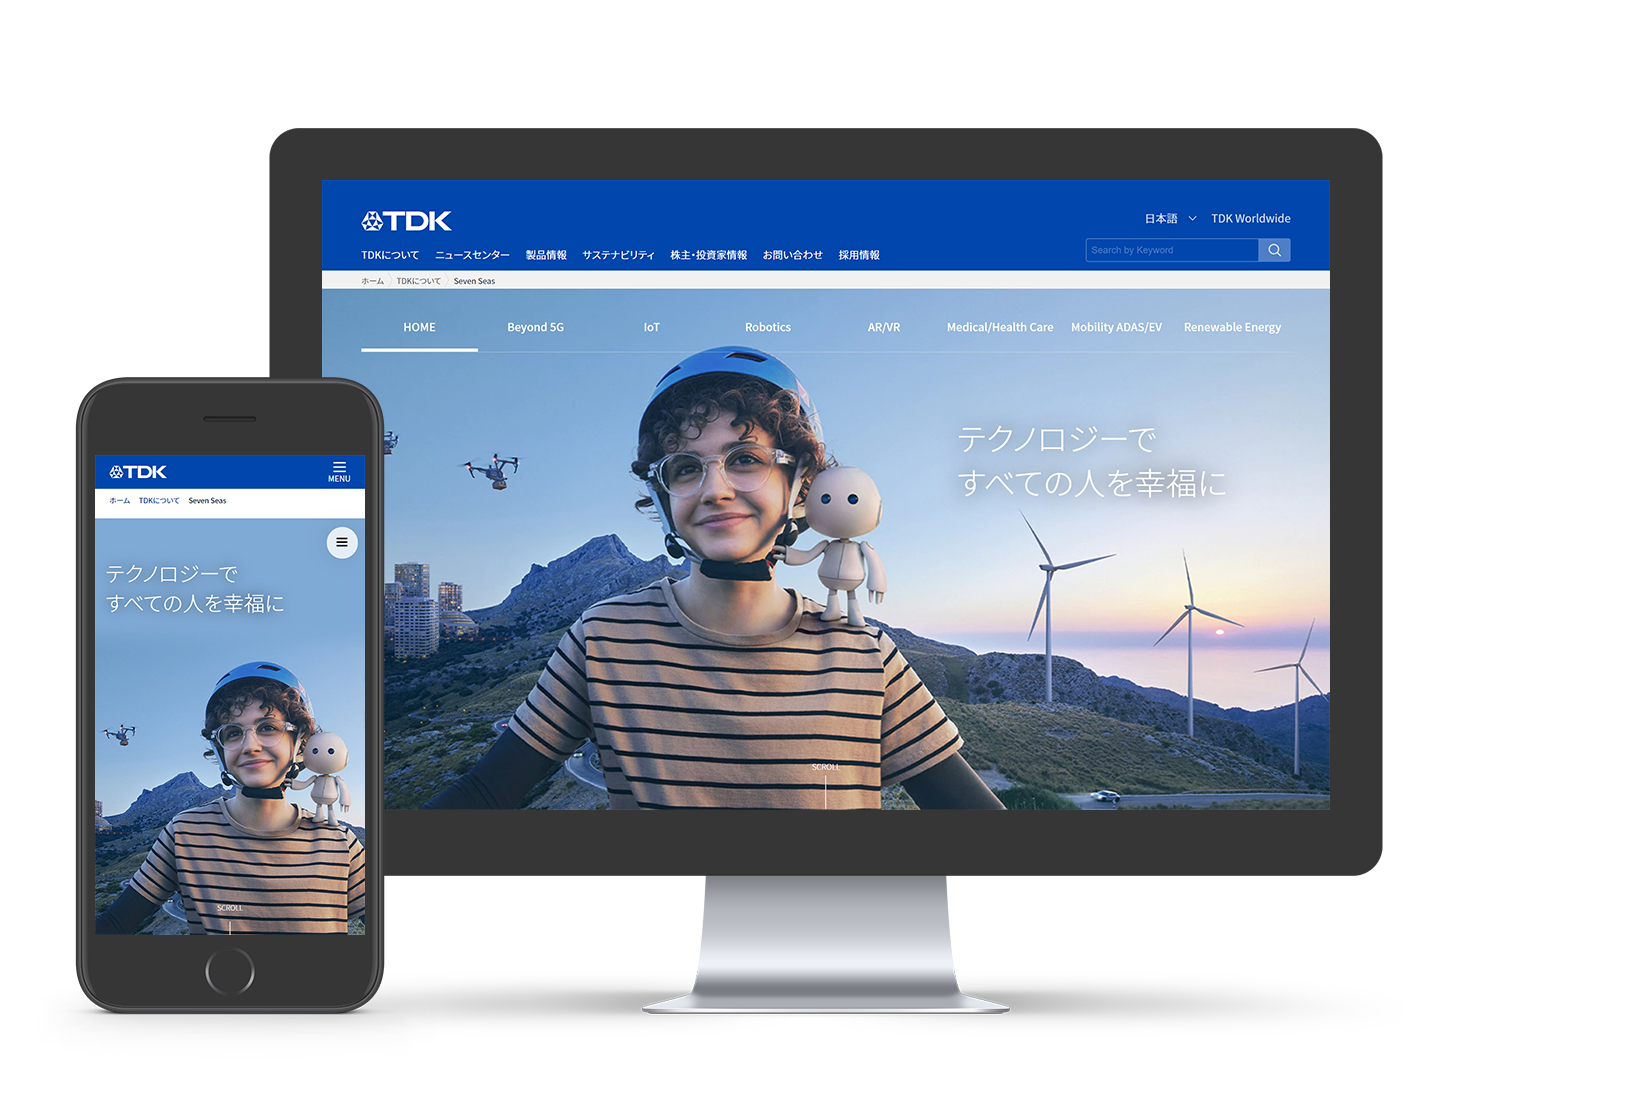 TDK
日本語 TDK Worldwide
TDKについて ニュースセンター 製品情報 サステナビリティ 株主・投資家情報 お問い合わせ 採用情報
Search by Keyword
ホーム TDKについて Seven Seas
HOME Beyond 5G IoT Robotics AR/VR Medical/Health Care Mobility ADAS/EV Renewable Energy
テクノロジーで
すべての人を幸福に
SCROLL
TDK
MENU
ホーム TDKについて Seven Seas
テクノロジーで
すべての人を幸福に
SCROLL